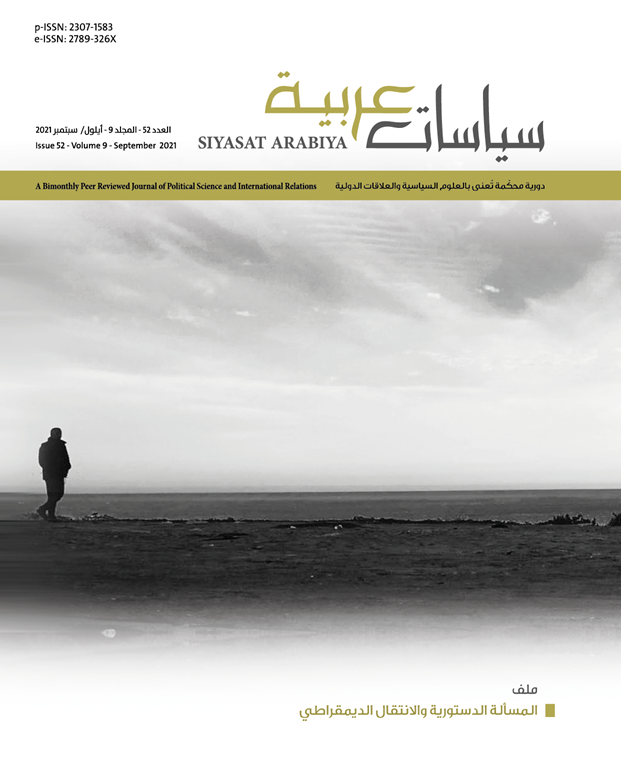 p-ISSN: 2307-1583
e-ISSN: 2789-326X
سياسات عربية
SIYASAT ARABIYA
العدد 52 - المجلد 9 - أيلول/ سبتمبر 2021
Issue 52 - Volume 9 - September 2021
دورية محكّمة تُعنى بالعلوم السياسية والعلاقات الدولية
A Bimonthly Peer Reviewed Journal of Political Science and International Relations
ملف
المسألة الدستورية والانتقال الديمقراطي